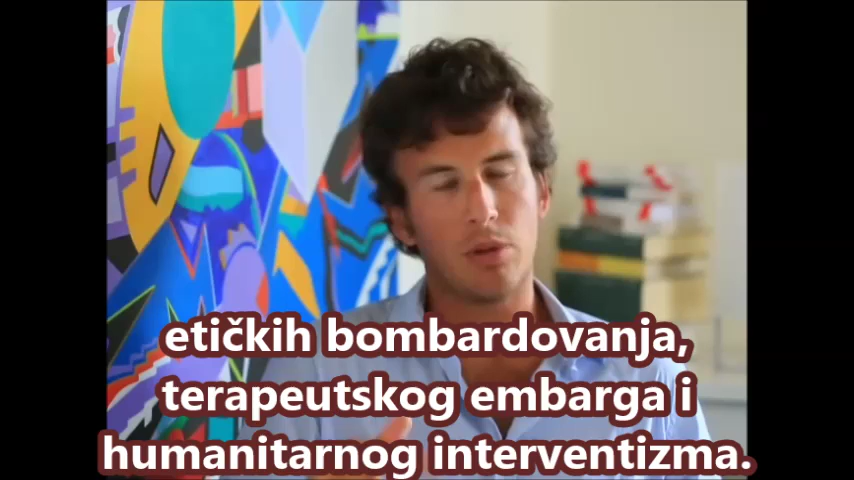 etičkih bombardovanja,
terapeutskog embarga i
humanitarnog interventizma.